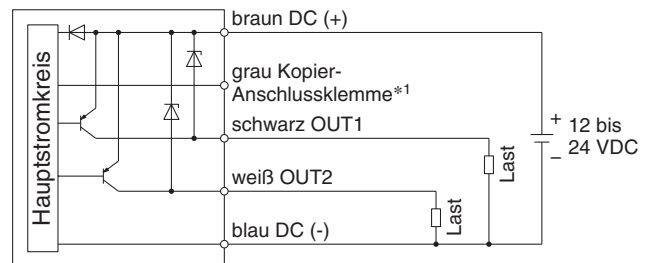 braun DC (+)
grau Kopier-
Anschlussklemme*1
schwarz OUT1
weiß OUT2
blau DC (-)
Hauptstromkreis
Last
Last
+
12 bis
24 VDC
−